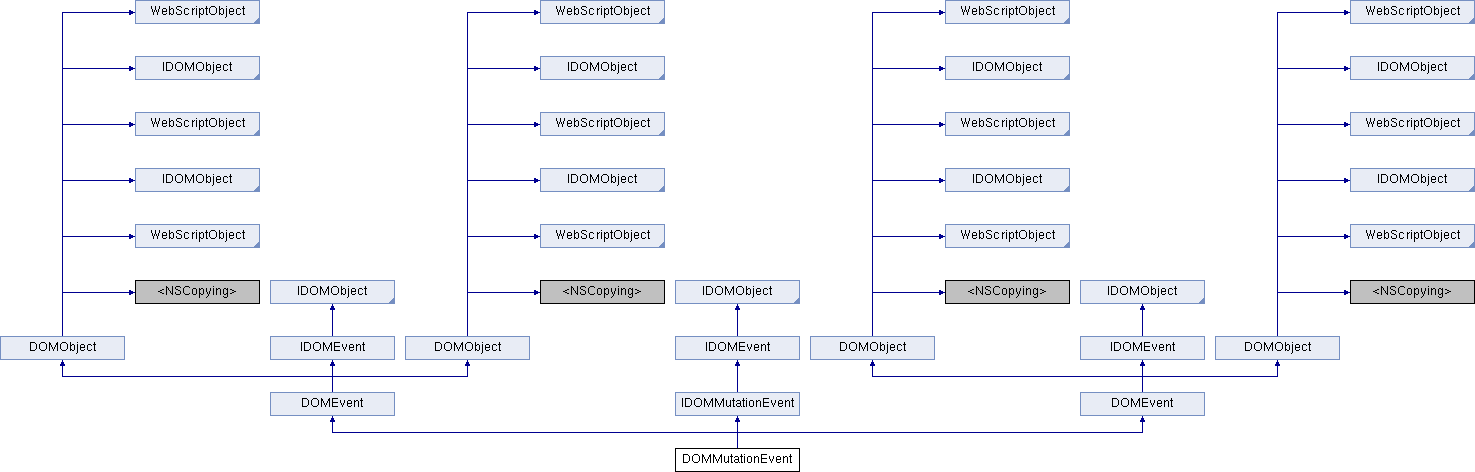 WebScriptObject WebScriptObject WebScriptObject WebScriptObject
IDOMObject IDOMObject IDOMObject IDOMObject
WebScriptObject WebScriptObject WebScriptObject WebScriptObject
IDOMObject IDOMObject IDOMObject IDOMObject
WebScriptObject WebScriptObject WebScriptObject WebScriptObject
<NSCopying> IDOMObject <NSCopying> IDOMObject <NSCopying> IDOMObject <NSCopying>
DOMObject IDOMEvent DOMObject IDOMEvent DOMObject IDOMEvent DOMObject
DOMEvent IDOMMutationEvent DOMEvent
DOMMutationEvent